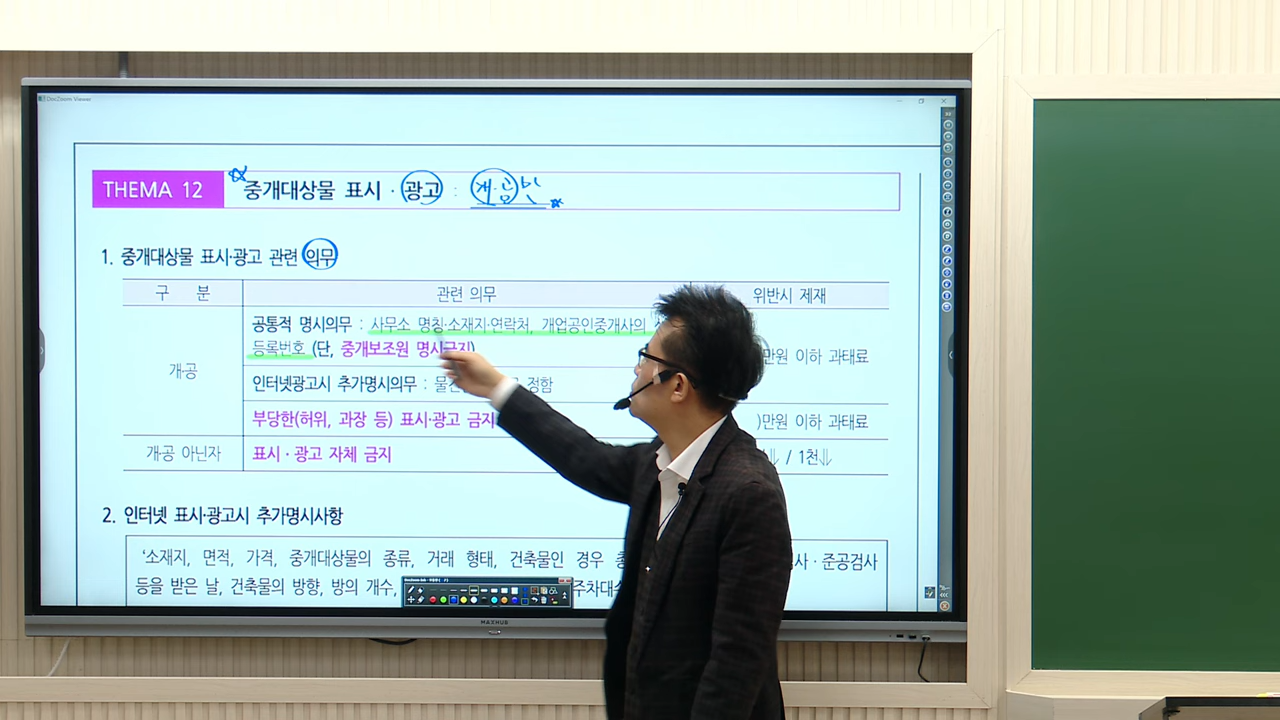 DocZoom Viewer
THEMA 12 중개대상물 표시 · 광고 :
1. 중개대상물 표시·광고 관련 의무
구 분 관련 의무 위반시 제재
공통적 명시의무 : 사무소 명칭·소재지·연락처, 개업공인중개사의
등록번호 (단, 중개보조원 명시금지)
만원 이하 과태료
개공
인터넷광고시 추가명시의무 : 정함
부당한(허위, 과장 등) 표시·광고 금지 )만원 이하 과태료
개공 아닌자 표시 · 광고 자체 금지 / 1천⇓
2. 인터넷 표시·광고시 추가명시사항
'소재지, 면적, 가격, 중개대상물의 종류, 거래 형태, 건축물인 경우 · 준공검사
등을 받은 날, 건축물의 방향, 방의 개수,
MAXHUB